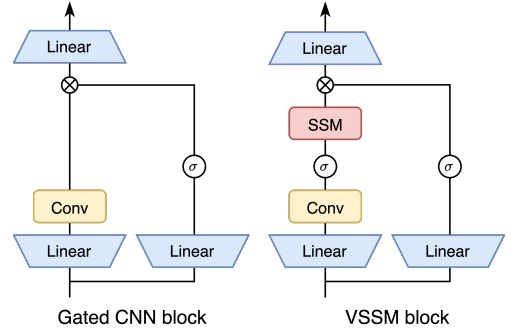 Linear
σ
Conv
Linear
Linear
Gated CNN block
Linear
SSM
σ
σ
Conv
Linear
Linear
VSSM block